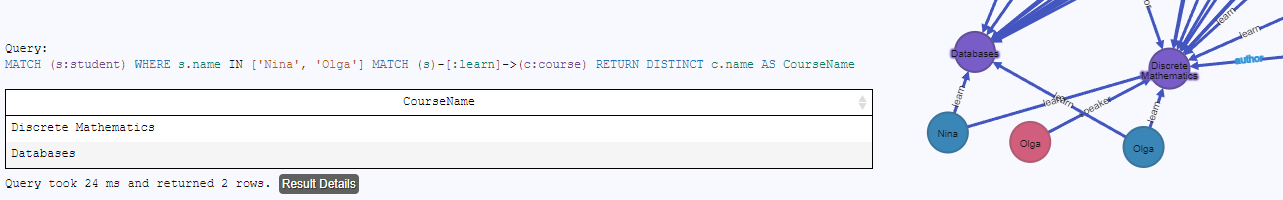 Query:
MATCH (s:student) WHERE s.name IN ['Nina', 'Olga'] MATCH (s)-[:learn]->(c:course) RETURN DISTINCT c.name AS CourseName
CourseName
Discrete Mathematics
Databases
Query took 24 ms and returned 2 rows. Result Details
learn
learn
Databases
Discrete
Mathematics
author
learn
learn
learn
speaker
learn
Nina
Olga
Olga